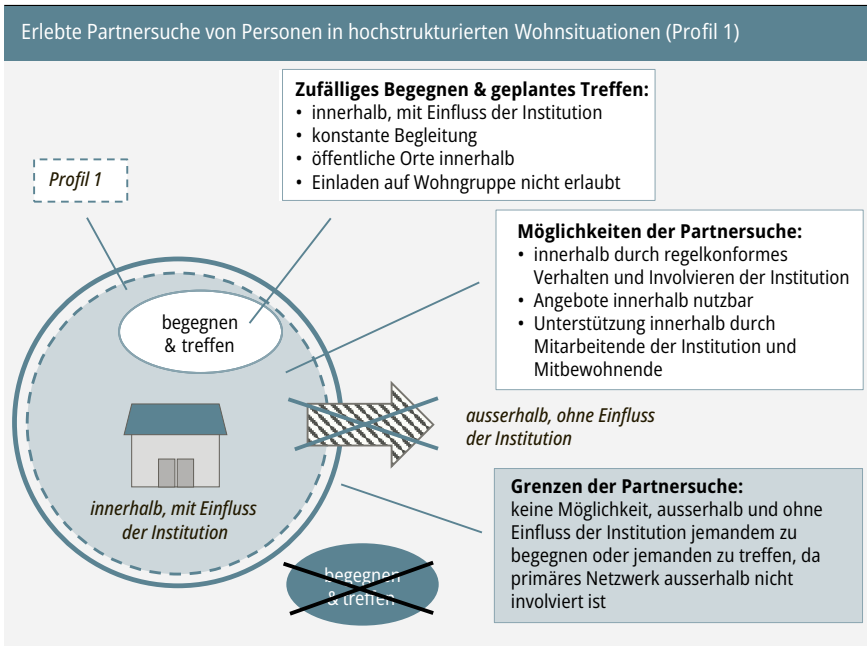 Erlebte Partnersuche von Personen in hochstrukturierten Wohnsituationen (Profil 1)
Zufälliges Begegnen & geplantes Treffen:
• innerhalb, mit Einfluss der Institution
• konstante Begleitung
• öffentliche Orte innerhalb
• Einladen auf Wohngruppe nicht erlaubt
Profil 1
Möglichkeiten der Partnersuche:
• innerhalb durch regelkonformes
Verhalten und Involvieren der Institution
• Angebote innerhalb nutzbar
• Unterstützung innerhalb durch
Mitarbeitende der Institution und
Mitbewohnende
begegnen
& treffen
ausserhalb, ohne Einfluss
der Institution
innerhalb, mit Einfluss
der Institution
Grenzen der Partnersuche:
keine Möglichkeit, ausserhalb und ohne
Einfluss der Institution jemandem zu
begegnen oder jemanden zu treffen, da
primäres Netzwerk ausserhalb nicht
involviert ist
begegnen
& treffen